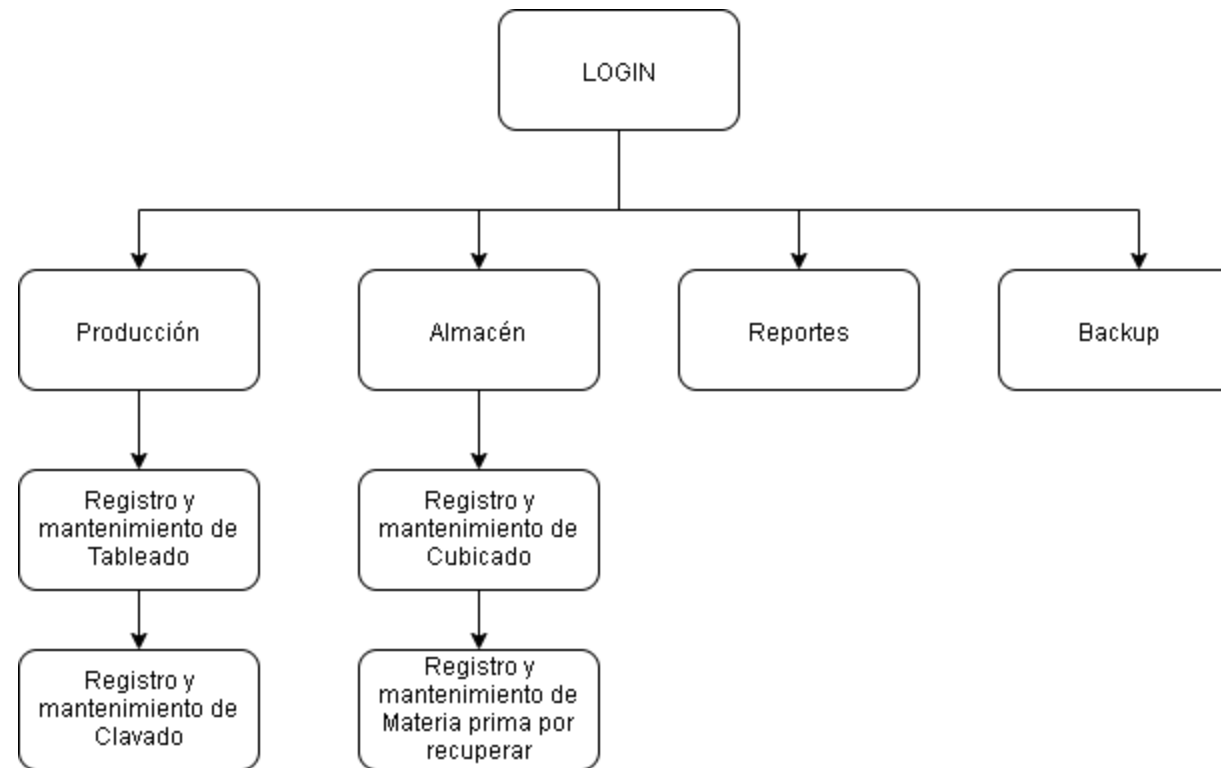 LOGIN
Producción
Almacén
Reportes
Backup
Registro y
mantenimiento de
Tableado
Registro y
mantenimiento de
Cubicado
Registro y
mantenimiento de
Clavado
Registro y
mantenimiento de
Materia prima por
recuperar